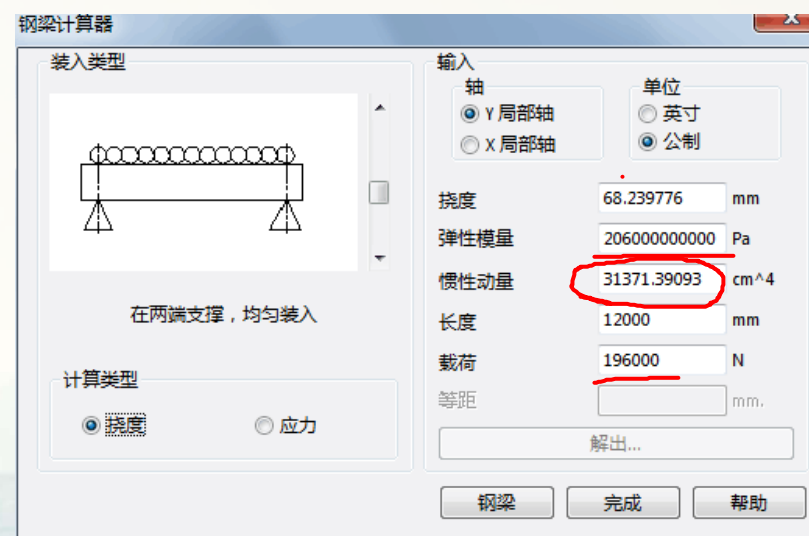 钢梁计算器
装入类型
在两端支撑，均匀装入
计算类型
挠度 应力
输入
轴
Y 局部轴
X 局部轴
单位
英寸
公制
挠度 68.239776 mm
弹性模量 206000000000 Pa
惯性动量 31371.39093 cm^4
长度 12000 mm
载荷 196000 N
等距 mm.
解出...
钢梁 完成 帮助